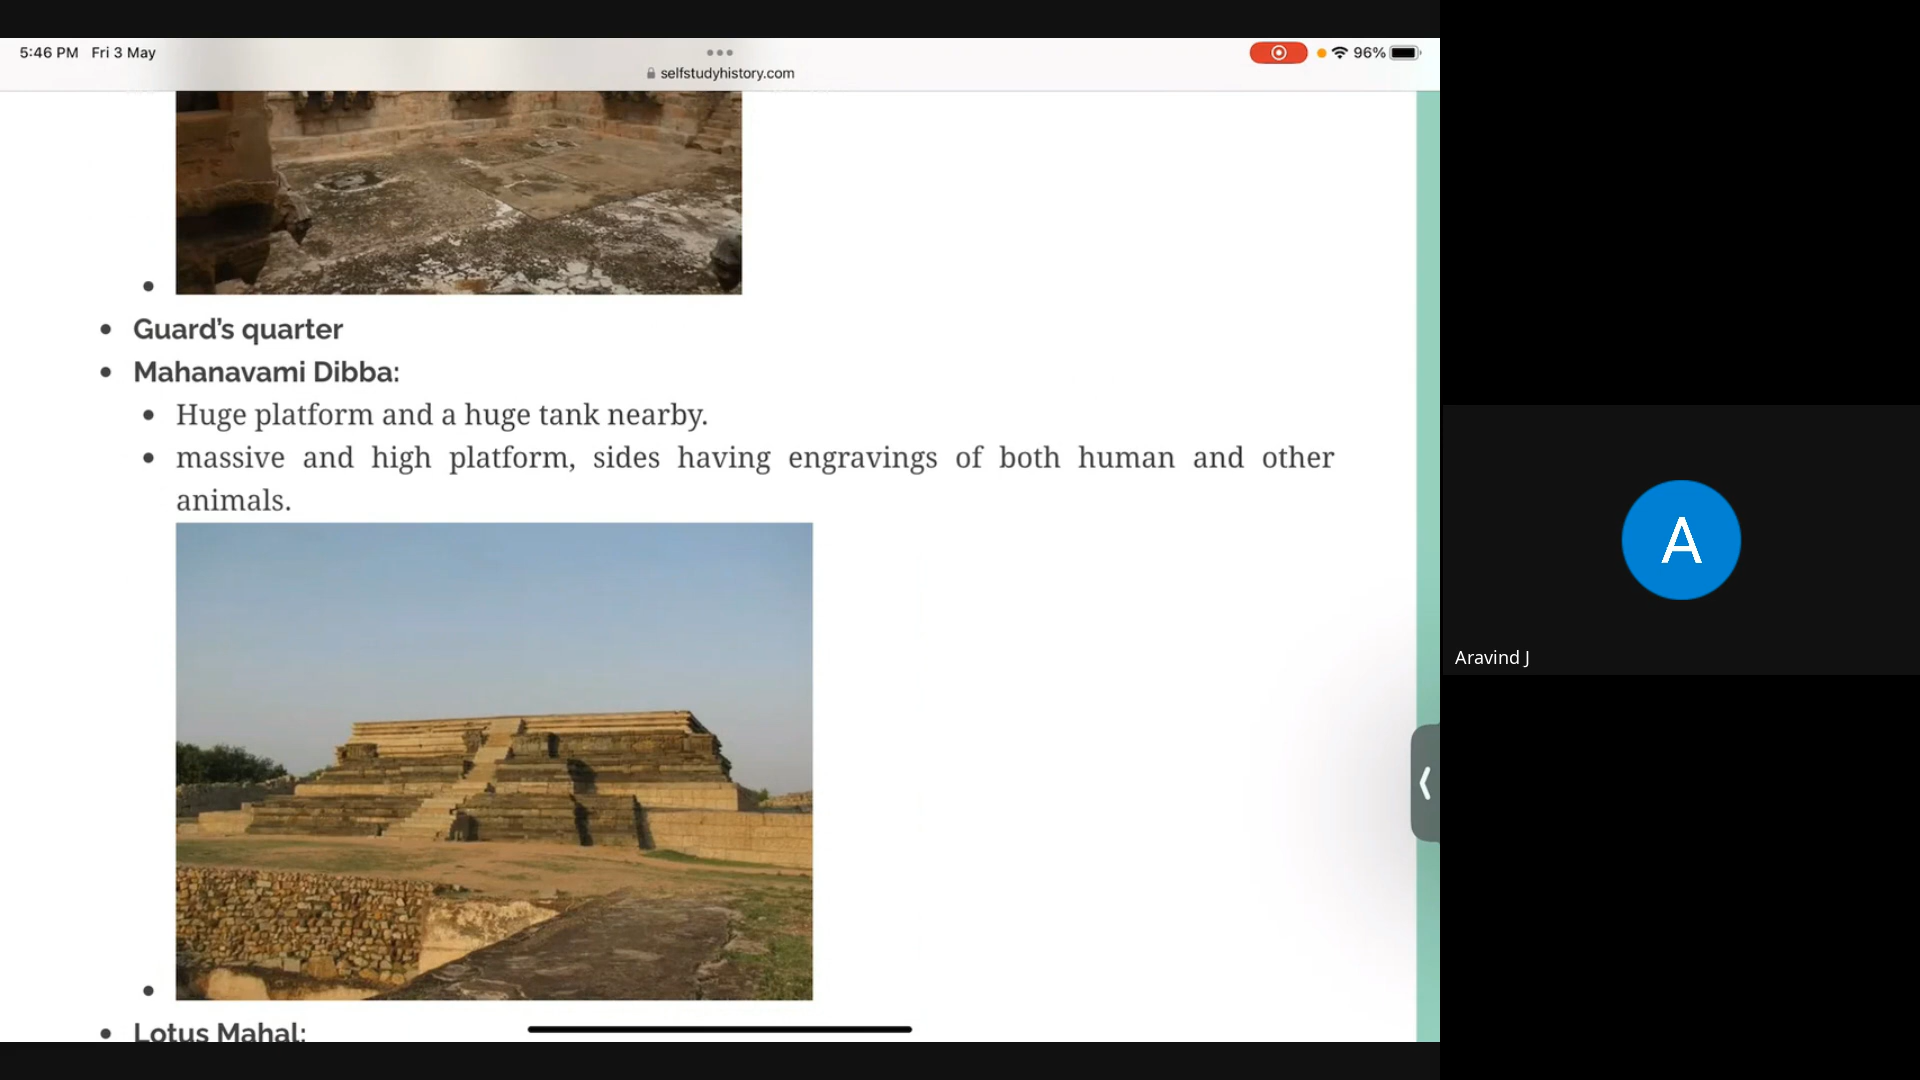 5:46 PM Fri 3 May
96%
selfstudyhistory.com
Guard’s quarter
Mahanavami Dibba:
Huge platform and a huge tank nearby.
massive and high platform, sides having engravings of both human and other
animals.
Lotus Mahal:
A
Aravind J